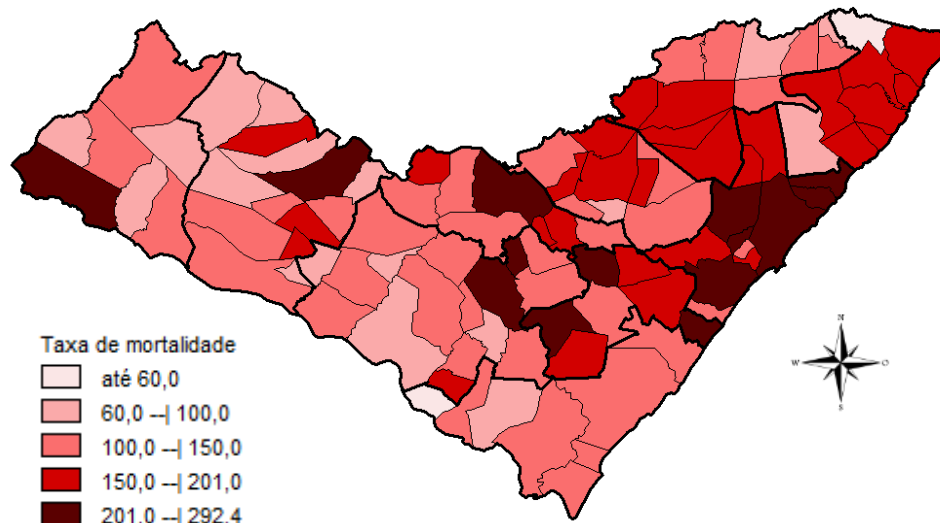 N
W
O
S
Taxa de mortalidade
até 60,0
60,0 --| 100,0
100,0 --| 150,0
150,0 --| 201,0
201,0 --| 292,4